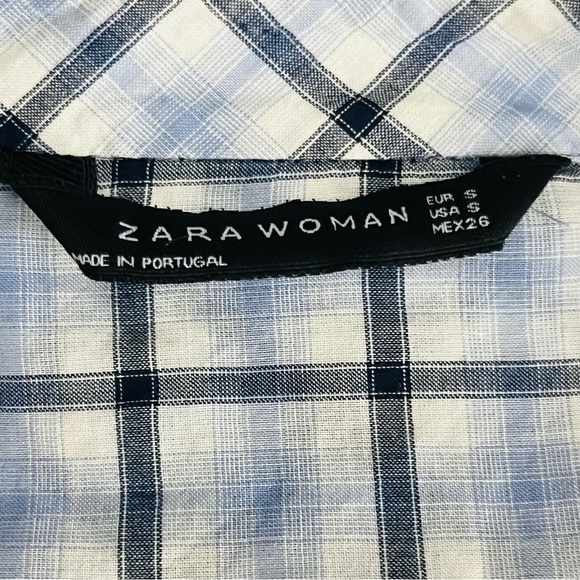 ZARA WOMAN
EUR S
USA S
MEX 26
MADE IN PORTUGAL